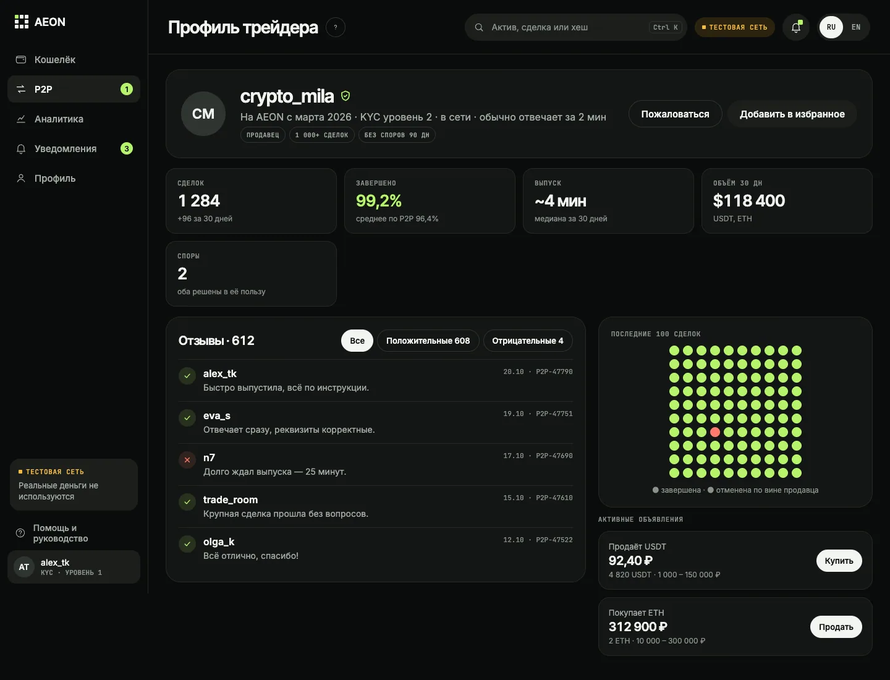 AEON
Профиль трейдера
?
Актив, сделка или хеш
Ctrl K
ТЕСТОВАЯ СЕТЬ
RU
EN
Кошелёк
P2P
1
Аналитика
Уведомления
3
Профиль
ТЕСТОВАЯ СЕТЬ
Реальные деньги не
используются
?
Помощь и
руководство
AT
alex_tk
KYC · УРОВЕНЬ 1
CM
crypto_mila
На AEON с марта 2026 · KYC уровень 2 · в сети · обычно отвечает за 2 мин
ПРОДАВЕЦ
1 000+ СДЕЛОК
БЕЗ СПОРОВ 90 ДН
Пожаловаться
Добавить в избранное
СДЕЛОК
1 284
+96 за 30 дней
ЗАВЕРШЕНО
99,2%
среднее по P2P 96,4%
ВЫПУСК
~4 мин
медиана за 30 дней
ОБЪЁМ 30 ДН
$118 400
USDT, ETH
СПОРЫ
2
оба решены в её пользу
Отзывы · 612
Все
Положительные 608
Отрицательные 4
alex_tk
20.10 · P2P-47790
Быстро выпустила, всё по инструкции.
eva_s
19.10 · P2P-47751
Отвечает сразу, реквизиты корректные.
n7
17.10 · P2P-47690
Долго ждал выпуска — 25 минут.
trade_room
15.10 · P2P-47610
Крупная сделка прошла без вопросов.
olga_k
12.10 · P2P-47522
Всё отлично, спасибо!
ПОСЛЕДНИЕ 100 СДЕЛОК
завершена · отменена по вине продавца
АКТИВНЫЕ ОБЪЯВЛЕНИЯ
Продаёт USDT
92,40 ₽
4 820 USDT · 1 000 – 150 000 ₽
Купить
Покупает ETH
312 900 ₽
2 ETH · 10 000 – 300 000 ₽
Продать